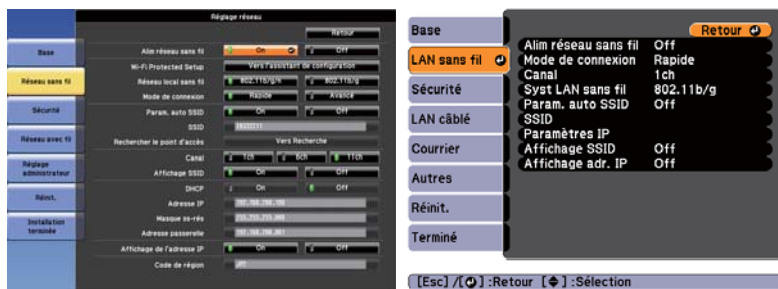 Réglage réseau
Retour
Base
Réseau sans fil
Sécurité
Réseau avec fil
Réglage administrateur
Réinit.
Installation terminée
Alim réseau sans fil On Off
Wi-Fi Protected Setup Vers l'assistant de configuration
Réseau local sans fil 802.11b/g/n 802.11b/g
Mode de connexion Rapide Avancé
Param. auto SSID On Off
SSID
Rechercher le point d'accès Vers Recherche
Canal 1ch 6ch 11ch
Affichage SSID On Off
DHCP On Off
Adresse IP
Masque ss-rés
Adresse passerelle
Affichage de l'adresse IP On Off
Code de région
Base
LAN sans fil
Sécurité
LAN câblé
Courrier
Autres
Réinit.
Terminé
Retour
Alim réseau sans fil Off
Mode de connexion Rapide
Canal 1ch
Syst LAN sans fil 802.11b/g
Param. auto SSID Off
SSID
Paramètres IP
Affichage SSID Off
Affichage adr. IP Off
[Esc] /[ ] :Retour [ ] :Sélection